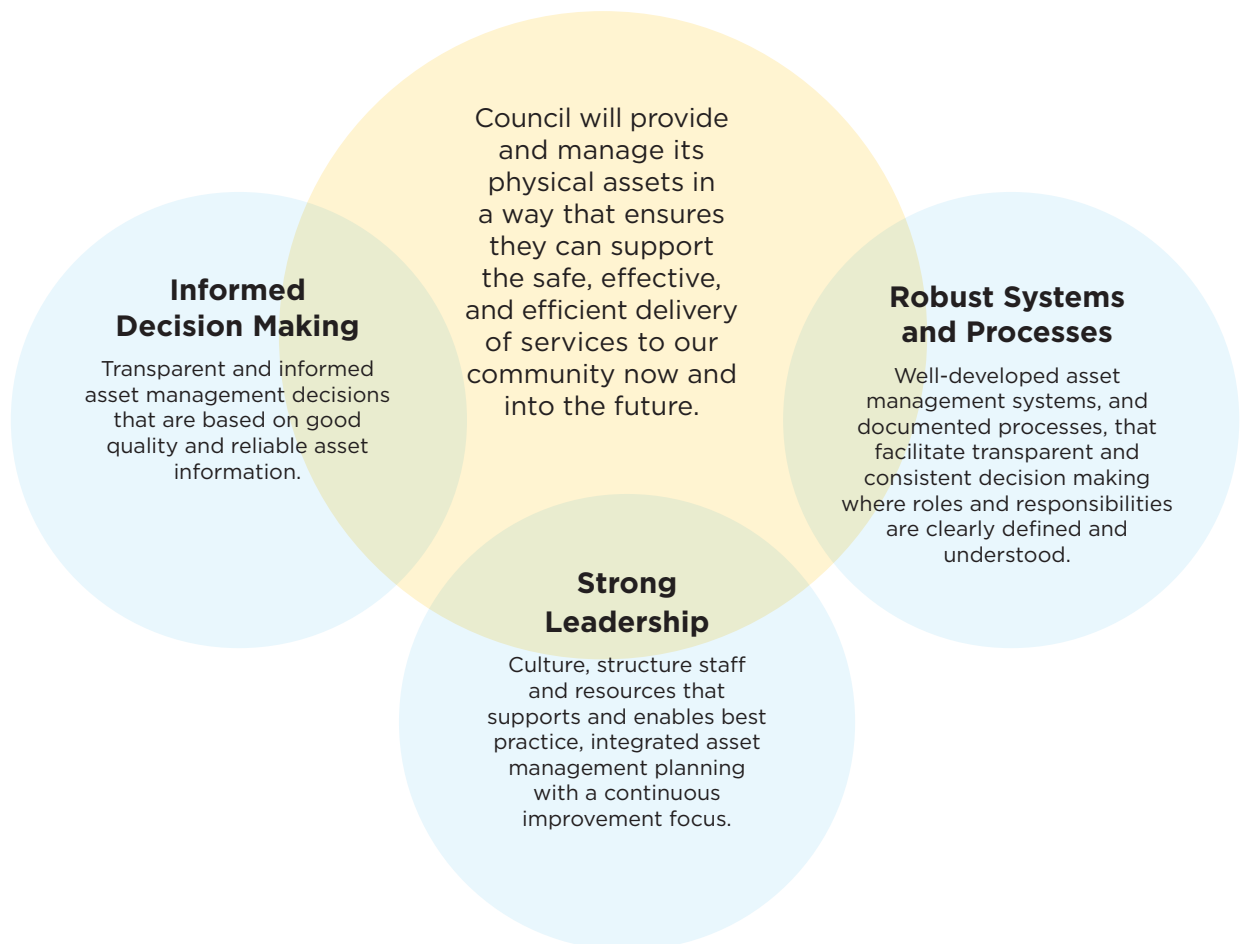 Council will provide
and manage its
physical assets in
a way that ensures
they can support
the safe, effective,
and efficient delivery
of services to our
community now and
into the future.
Informed
Decision Making
Transparent and informed
asset management decisions
that are based on good
quality and reliable asset
information.
Robust Systems
and Processes
Well-developed asset
management systems, and
documented processes, that
facilitate transparent and
consistent decision making
where roles and responsibilities
are clearly defined and
understood.
Strong
Leadership
Culture, structure staff
and resources that
supports and enables best
practice, integrated asset
management planning
with a continuous
improvement focus.